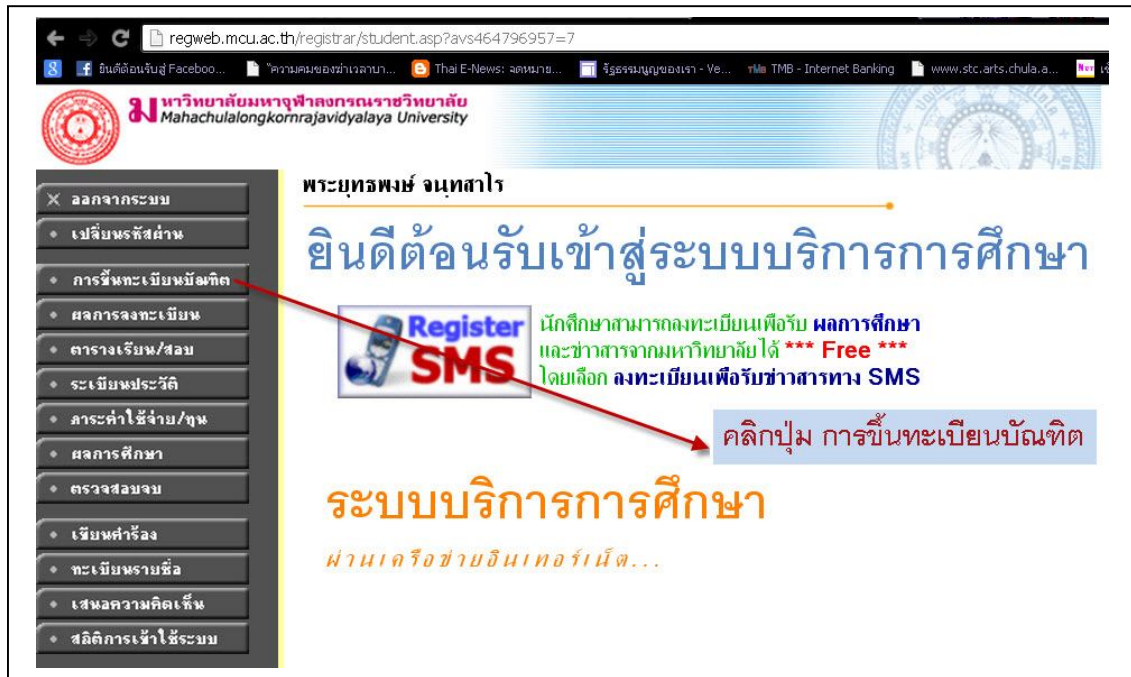 regweb.mcu.ac.th/registrar/student.asp?avs464796957=7
ยินดีต้อนรับสู่ Faceboo...
"ความคมของฆ่าเวลาบา...
Thai E-News: จดหมาย...
รัฐธรรมนูญของเรา - Ve...
TMB TMB - Internet Banking
www.stc.arts.chula.a...
มหาวิทยาลัยมหาจุฬาลงกรณราชวิทยาลัย
Mahachulalongkornrajavidyalaya University
พระยุทธพงษ์ จนฺทสาโร
ออกจากระบบ
เปลี่ยนรหัสผ่าน
การขึ้นทะเบียนบัณฑิต
ผลการลงทะเบียน
ตารางเรียน/สอบ
ระเบียนประวัติ
ภาระค่าใช้จ่าย/ทุน
ผลการศึกษา
ตรวจสอบจบ
เขียนคำร้อง
ทะเบียนรายชื่อ
เสนอความคิดเห็น
สถิติการเข้าใช้ระบบ
ยินดีต้อนรับเข้าสู่ระบบบริการการศึกษา
Register
SMS
นักศึกษาสามารถลงทะเบียนเพื่อรับ ผลการศึกษา
และข่าวสารจากมหาวิทยาลัยได้ *** Free ***
โดยเลือก ลงทะเบียนเพื่อรับข่าวสารทาง SMS
คลิกปุ่ม การขึ้นทะเบียนบัณฑิต
ระบบบริการการศึกษา
ผ่านเครือข่ายอินเทอร์เน็ต...